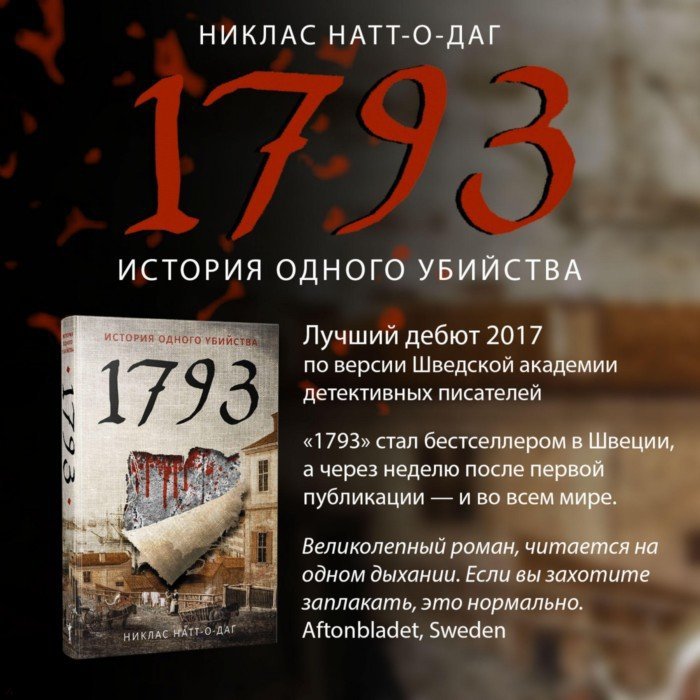 НИКЛАС НАТТ-О-ДАГ
1793
ИСТОРИЯ ОДНОГО УБИЙСТВА
Лучший дебют 2017
по версии Шведской академии
детективных писателей
«1793» стал бестселлером в Швеции,
а через неделю после первой
публикации — и во всем мире.
Великолепный роман, читается на
одном дыхании. Если вы захотите
заплакать, это нормально.
Aftonbladet, Sweden
ИСТОРИЯ ОДНОГО УБИЙСТВА
1793
НИКЛАС НАТТ-О-ДАГ
1793